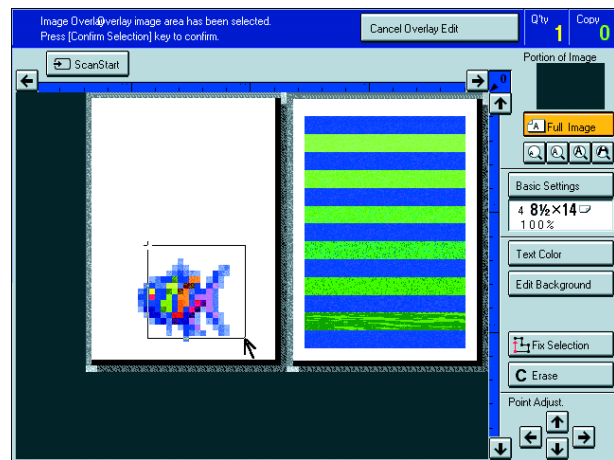 Image OverlayOverlay image area has been selected.
Press [Confirm Selection] key to confirm.
Cancel Overlay Edit
Q'ty
1
Copy
0
ScanStart
0
Portion of Image
A Full Image
A A A A
Basic Settings
4 8½×14
100%
Text Color
Edit Background
Fix Selection
C Erase
Point Adjust.